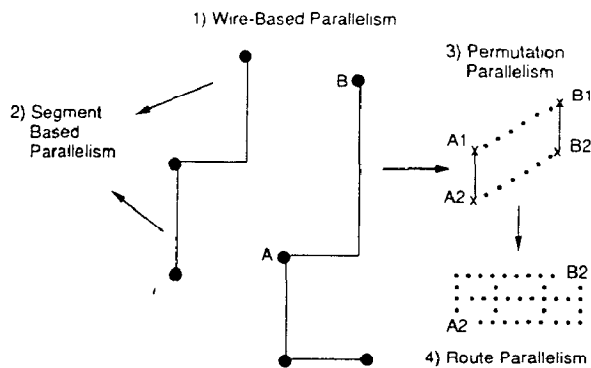 1) Wire-Based Parallelism
2) Segment
Based
Parallelism
B
A
3) Permutation
Parallelism
B1
A1
B2
A2
B2
A2
4) Route Parallelism